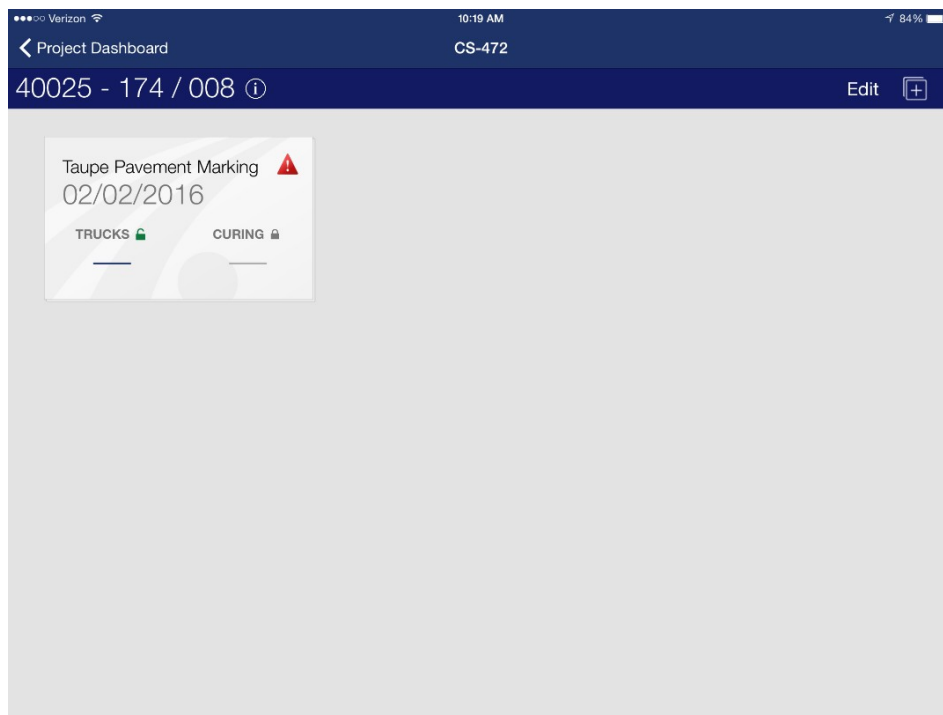 Verizon 10:19 AM 84%
Project Dashboard CS-472
40025 - 174 / 008 Edit
Taupe Pavement Marking
02/02/2016
TRUCKS CURING